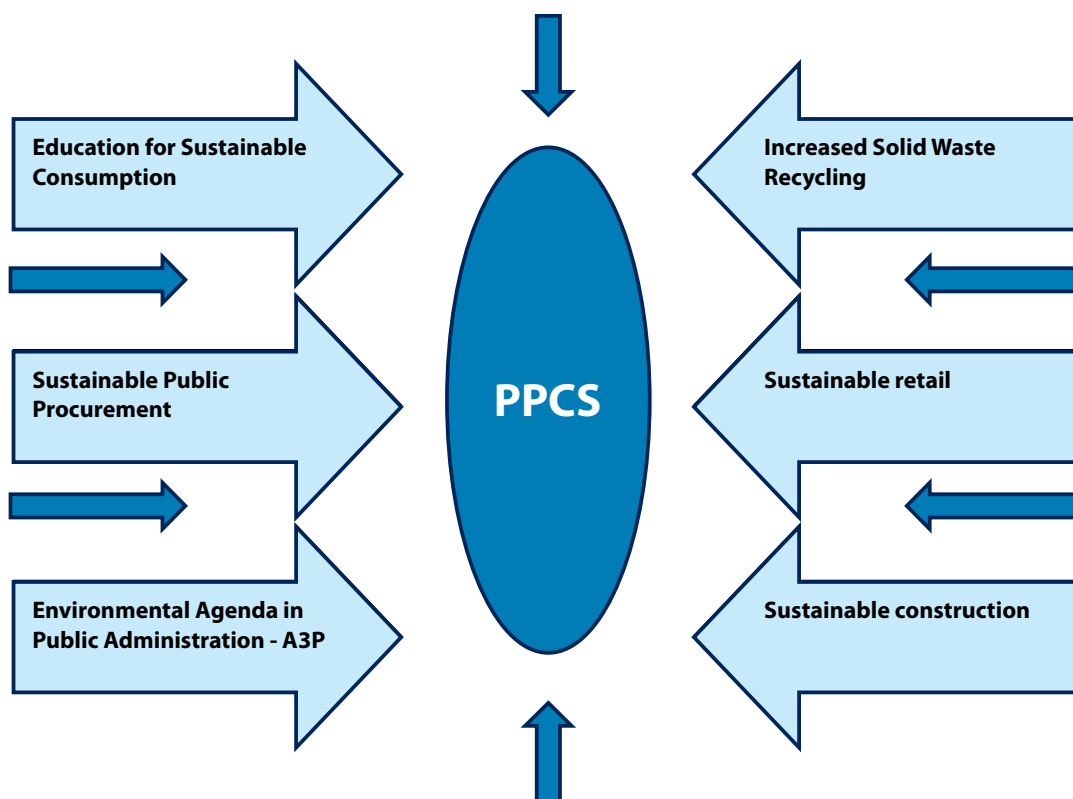 Education for Sustainable
Consumption
Increased Solid Waste
Recycling
Sustainable Public
Procurement
PPCS
Sustainable retail
Environmental Agenda in
Public Administration - A3P
Sustainable construction